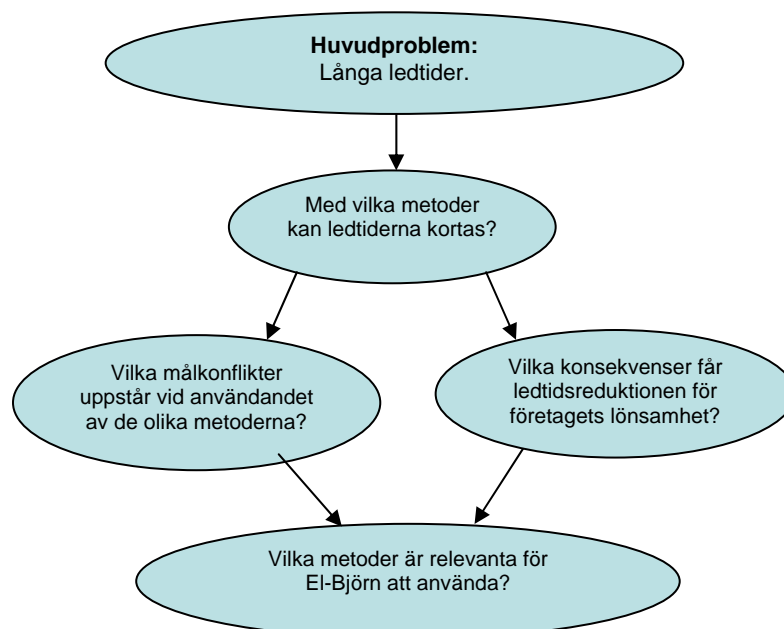 Huvudproblem:
Långa ledtider.
Med vilka metoder
kan ledtiderna kortas?
Vilka målkonflikter
uppstår vid användandet
av de olika metoderna?
Vilka konsekvenser får
ledtidsreduktionen för
företagets lönsamhet?
Vilka metoder är relevanta för
El-Björn att använda?